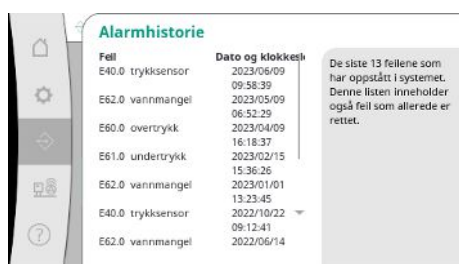 Alarmhistorie
Feil Dato og klokkesl
E40.0 trykksensor 2023/06/09
09:58:39
E62.0 vannmangel 2023/05/09
06:52:29
E60.0 overtrykk 2023/04/09
16:18:37
E61.0 undertrykk 2023/02/15
15:36:26
E62.0 vannmangel 2023/01/01
13:23:45
E40.0 trykksensor 2022/10/22
09:12:41
E62.0 vannmangel 2022/06/14
De siste 13 feilene som
har oppstått i systemet.
Denne listen inneholder
også feil som allerede er
rettet.